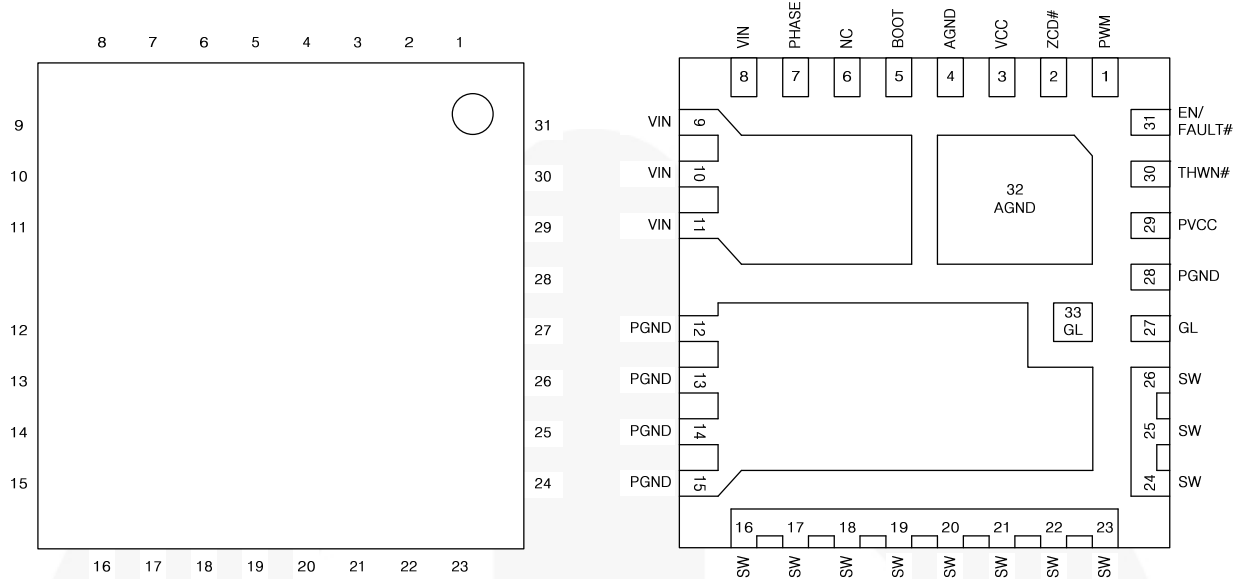 8 7 6 5 4 3 2 1
9
10
11
12
13
14
15
31
30
29
28
27
26
25
24
16 17 18 19 20 21 22 23
VIN PHASE NC BOOT AGND VCC ZCD# PWM
8 7 6 5 4 3 2 1
VIN 9
VIN 10
VIN 11
PGND 12
PGND 13
PGND 14
PGND 15
32
AGND
33
GL
31 EN/
FAULT#
30 THWN#
29 PVCC
28 PGND
27 GL
26 SW
25 SW
24 SW
16 17 18 19 20 21 22 23
SW SW SW SW SW SW SW SW